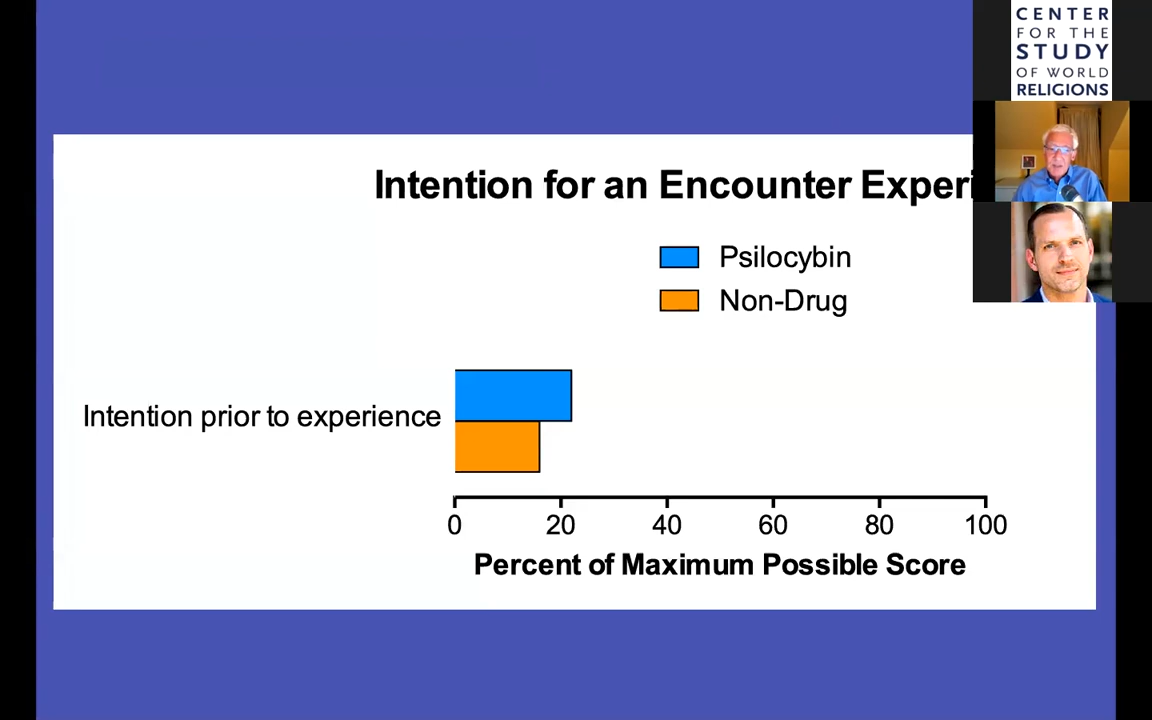 CENTER
FOR THE
STUDY
OF WORLD
RELIGIONS
Intention for an Encounter Experi
Psilocybin
Non-Drug
Intention prior to experience
0 20 40 60 80 100
Percent of Maximum Possible Score